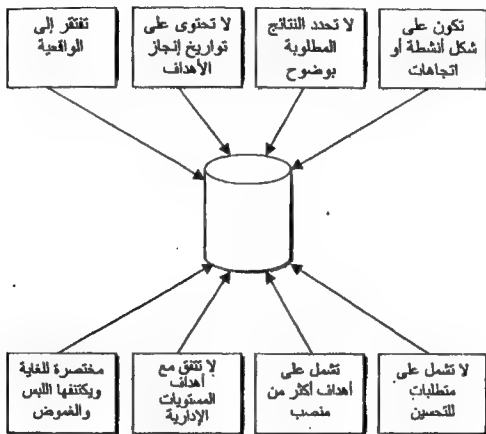 تكون على
شكل أنشطة أو
اتجاهات
لا تحدد النتائج
المطلوبة
بوضوح
لا تحتوى على
تواريخ إنجاز
الأهداف
تفتقر إلى
الواقعية
لا تشمل على
متطلبات
للتحسين
تشمل على
أهداف أكثر من
منصب
لا تتفق مع
أهداف
المستويات
الإدارية
مختصرة للغاية
ويكتنفها اللبس
والغموض